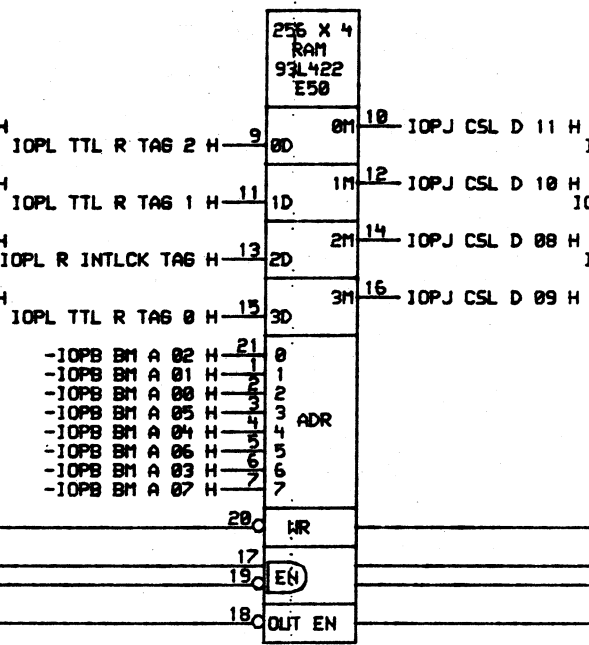 256 X 4
RAM
93L422
E50
H
0M 10 IOPJ CSL D 11 H
IOPL TTL R TAG 2 H 9 0D
I
H
1M 12 IOPJ CSL D 10 H
IOPL TTL R TAG 1 H 11 1D
IO
H
2M 14 IOPJ CSL D 08 H
IOPL R INTLCK TAG H 13 2D
I
H
3M 16 IOPJ CSL D 09 H
IOPL TTL R TAG 0 H 15 3D
-IOPB BM A 02 H 21 0
-IOPB BM A 01 H 1 1
-IOPB BM A 00 H 2 2
-IOPB BM A 05 H 3 3
ADR
-IOPB BM A 04 H 4 4
-IOPB BM A 06 H 5 5
-IOPB BM A 03 H 6 6
-IOPB BM A 07 H 7 7
20 WR
17
19 EN
18 OUT EN